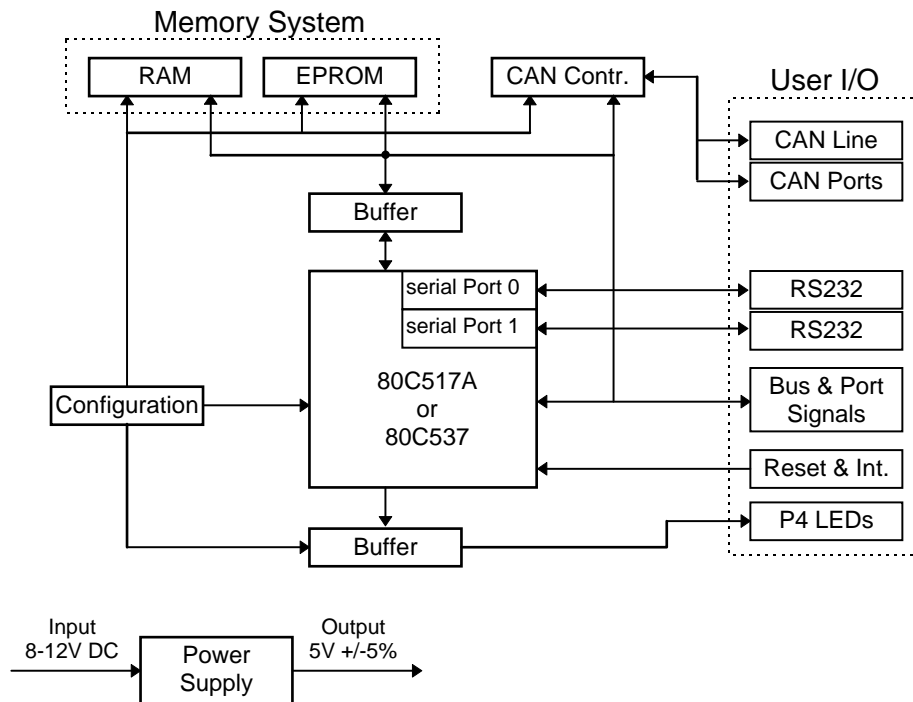 Memory System
RAM
EPROM
CAN Contr.
User I/O
CAN Line
CAN Ports
Buffer
serial Port 0
RS232
serial Port 1
RS232
80C517A
or
80C537
Configuration
Bus & Port
Signals
Reset & Int.
P4 LEDs
Buffer
Input
8-12V DC
Power
Supply
Output
5V +/-5%